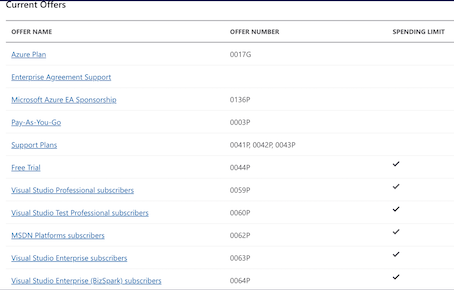 Current Offers
OFFER NAME OFFER NUMBER SPENDING LIMIT
Azure Plan 0017G
Enterprise Agreement Support
Microsoft Azure EA Sponsorship 0136P
Pay-As-You-Go 0003P
Support Plans 0041P, 0042P, 0043P
Free Trial 0044P ✓
Visual Studio Professional subscribers 0059P ✓
Visual Studio Test Professional subscribers 0060P ✓
MSDN Platforms subscribers 0062P ✓
Visual Studio Enterprise subscribers 0063P ✓
Visual Studio Enterprise (BizSpark) subscribers 0064P ✓